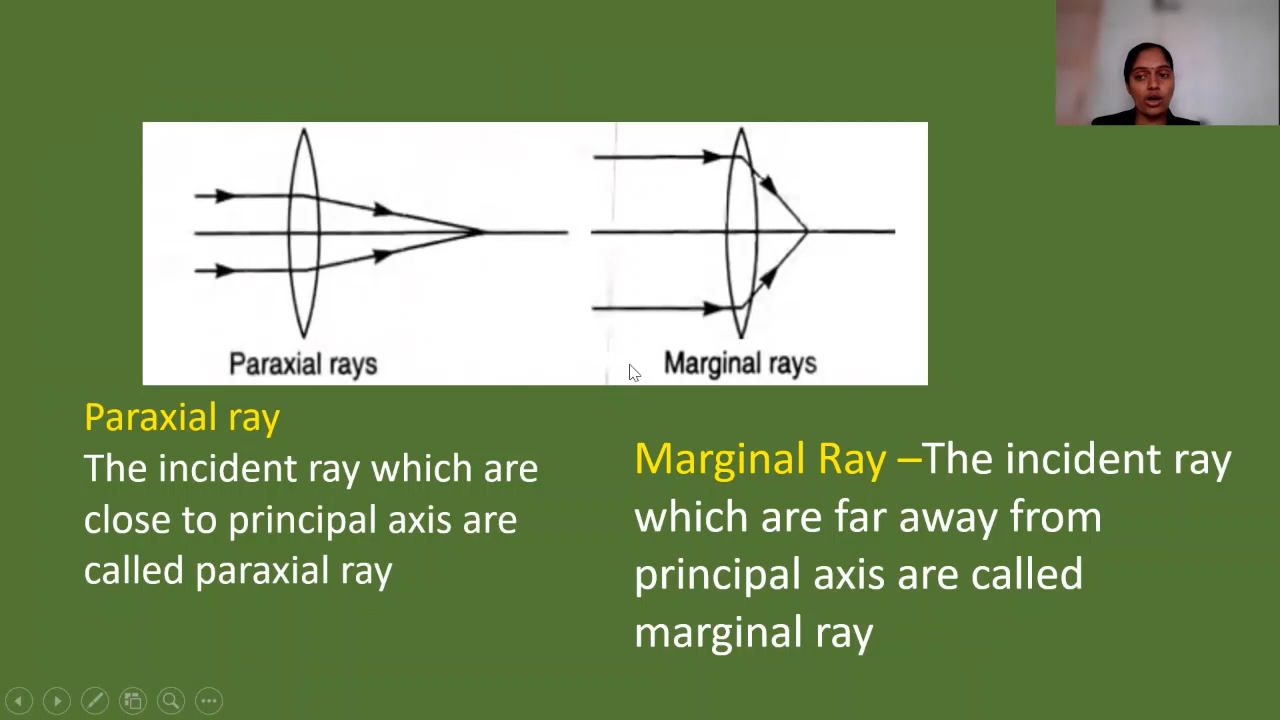 Paraxial rays
Marginal rays
Paraxial ray
The incident ray which are
close to principal axis are
called paraxial ray
Marginal Ray –The incident ray
which are far away from
principal axis are called
marginal ray